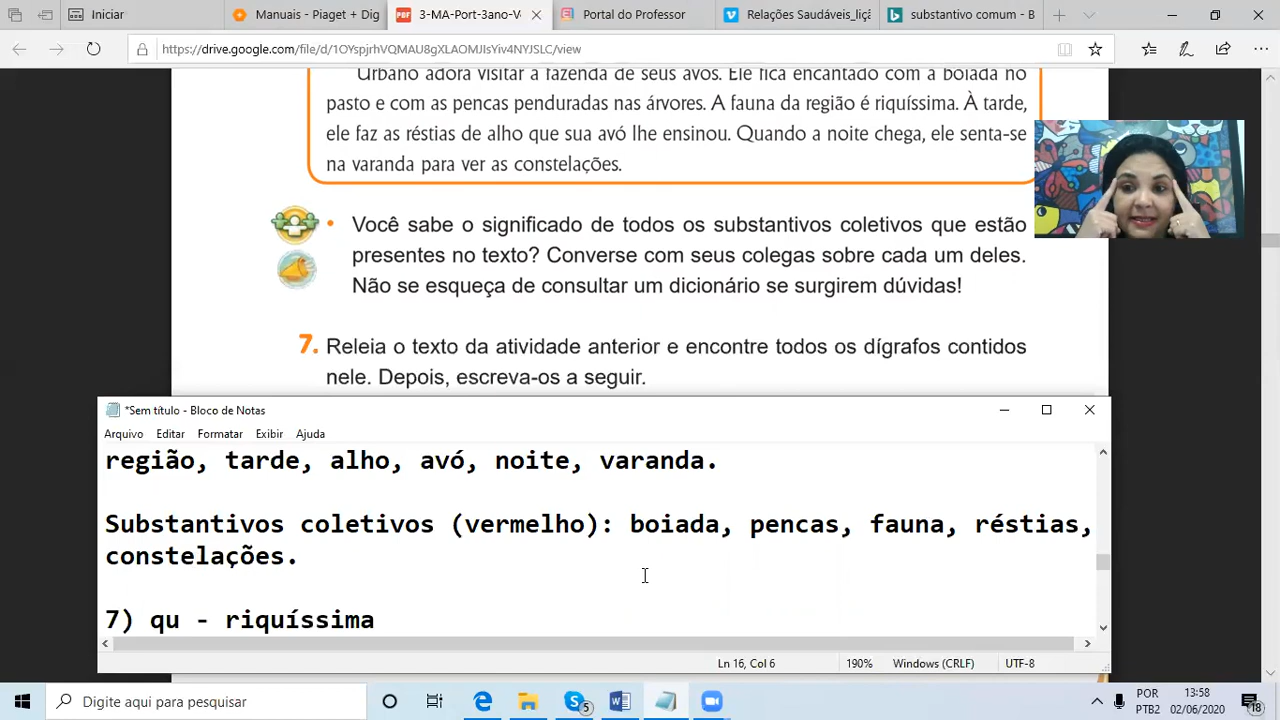 Iniciar
Manuais - Piaget + Dig
3-MA-Port-3ano-V
Portal do Professor
Relações Saudáveis_liçi
substantivo comum - B
https://drive.google.com/file/d/1OYspjrhVQMAU8gXLAOMJIsYiv4NYJSLC/view
Urbano adora visitar a fazenda de seus avós. Ele fica encantado com a boiada no
pasto e com as pencas penduradas nas árvores. A fauna da região é riquíssima. À tarde,
ele faz as réstias de alho que sua avó lhe ensinou. Quando a noite chega, ele senta-se
na varanda para ver as constelações.
• Você sabe o significado de todos os substantivos coletivos que estão
presentes no texto? Converse com seus colegas sobre cada um deles.
Não se esqueça de consultar um dicionário se surgirem dúvidas!
7. Releia o texto da atividade anterior e encontre todos os dígrafos contidos
nele. Depois, escreva-os a seguir.
*Sem título - Bloco de Notas
Arquivo Editar Formatar Exibir Ajuda
região, tarde, alho, avó, noite, varanda.
Substantivos coletivos (vermelho): boiada, pencas, fauna, réstias,
constelações.
7) qu - riquíssima
Ln 16, Col 6 190% Windows (CRLF) UTF-8
Digite aqui para pesquisar
5
POR
PTB2
13:58
02/06/2020
18